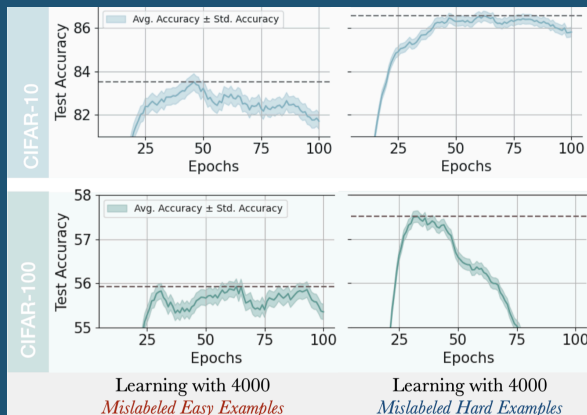 CIFAR-10
Test Accuracy
86
84
82
Avg. Accuracy ± Std. Accuracy
25 50 75 100
Epochs
25 50 75 100
Epochs
CIFAR-100
Test Accuracy
58
57
56
55
Avg. Accuracy ± Std. Accuracy
25 50 75 100
Epochs
25 50 75 100
Epochs
Learning with 4000
Mislabeled Easy Examples
Learning with 4000
Mislabeled Hard Examples